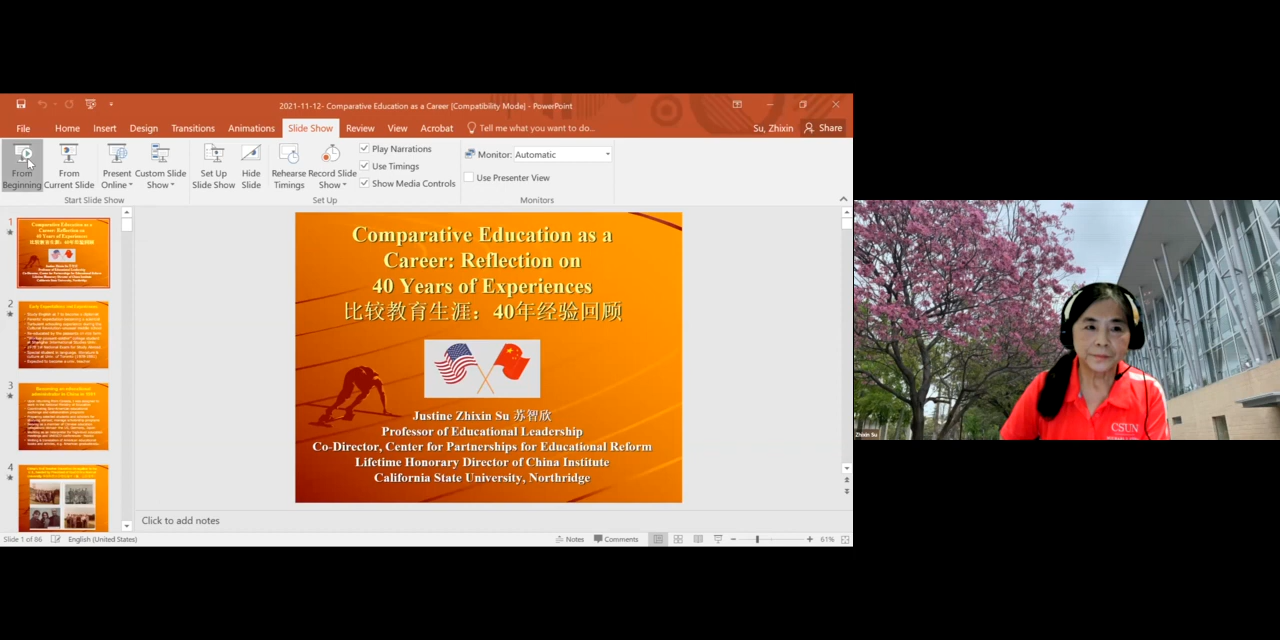 2021-11-12- Comparative Education as a Career [Compatibility Mode] - PowerPoint
File Home Insert Design Transitions Animations Slide Show Review View Acrobat Tell me what you want to do... Su, Zhixin Share
From Beginning
From Current Slide
Present Online
Custom Slide Show
Set Up Slide Show
Hide Slide
Rehearse Timings
Record Slide Show
Play Narrations
Use Timings
Show Media Controls
Monitor: Automatic
Use Presenter View
Start Slide Show
Set Up
Monitors
1
2
3
4
Comparative Education as a
Career: Reflection on
40 Years of Experiences
比较教育生涯：40年经验回顾
Justine Zhixin Su 苏智欣
Professor of Educational Leadership
Co-Director, Center for Partnerships for Educational Reform
Lifetime Honorary Director of China Institute
California State University, Northridge
Click to add notes
Slide 1 of 86 English (United States) Notes Comments 61%
CSUN
Zhixin Su